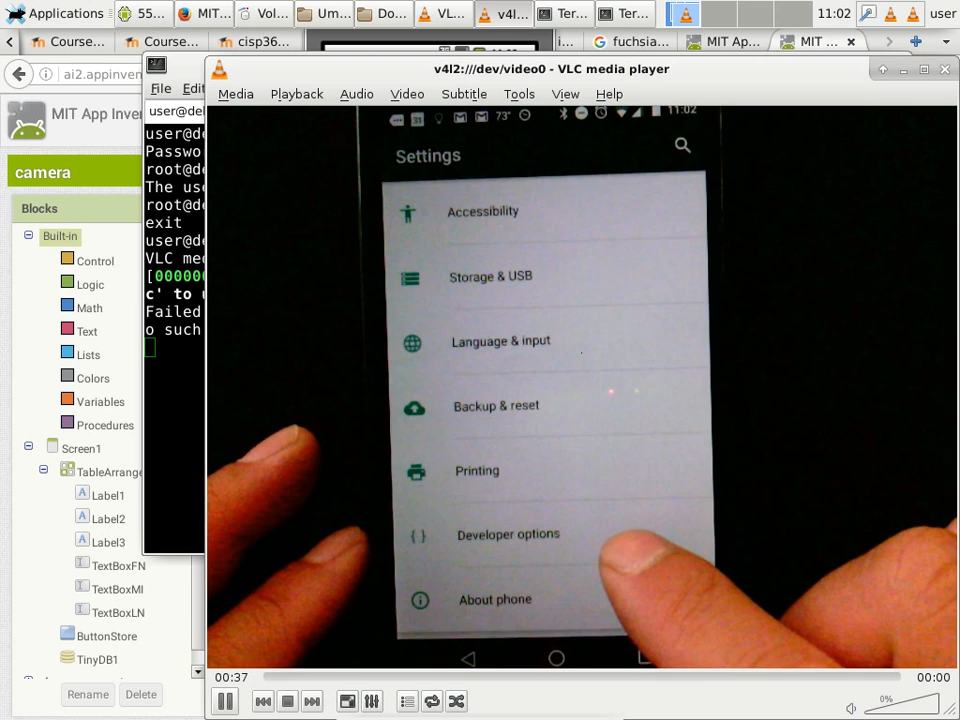 Applications 55... MIT... Vol... Um... Do... VL... v4l... Ter... Ter... 11:02 user
Course... Course... cisp36... i... fuchsia... MIT Ap... MIT ...
ai2.appinven
MIT App Inven
camera
Blocks
Built-in
Control
Logic
Math
Text
Lists
Colors
Variables
Procedures
Screen1
TableArrange
Label1
Label2
Label3
TextBoxFN
TextBoxMI
TextBoxLN
ButtonStore
TinyDB1
Rename Delete
File Edit
user@deb
user@de
Passwo
root@de
The use
root@de
exit
user@de
VLC med
[000000
c' to u
Failed
o such
v4l2:///dev/video0 - VLC media player
Media Playback Audio Video Subtitle Tools View Help
31 73° 11:02
Settings
Accessibility
Storage & USB
Language & input
Backup & reset
Printing
{ } Developer options
About phone
00:37 00:00
0%